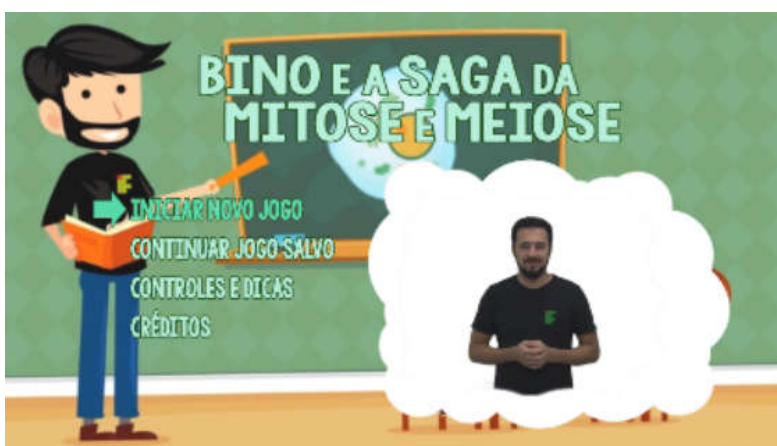 BINO E A SAGA DA
MITOSE E MEIOSE
INICIAR NOVO JOGO
CONTINUAR JOGO SALVO
CONTROLES E DICAS
CRÉDITOS